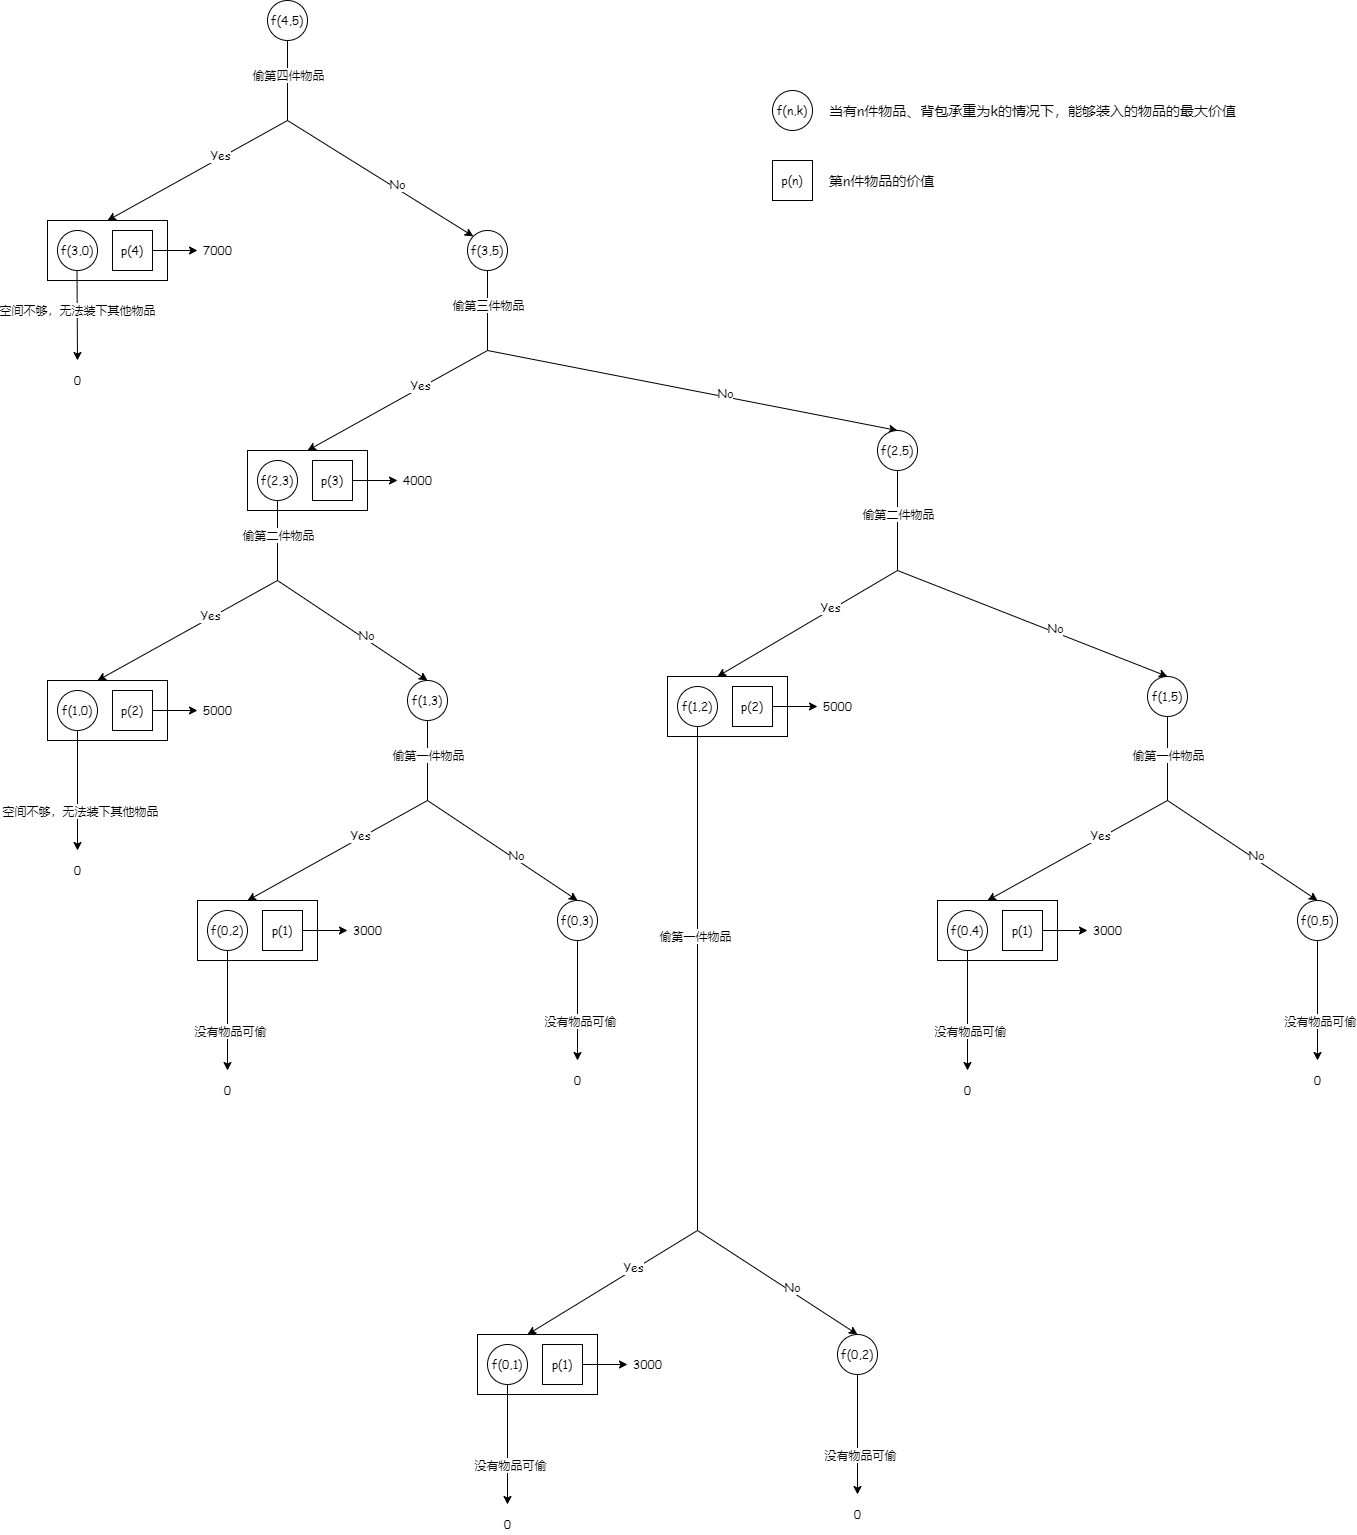 f(4,5)
偷第四件物品
f(n,k)
当有n件物品、背包承重为k的情况下，能够装入的物品的最大价值
Yes
No
p(n)
第n件物品的价值
f(3,0)
p(4)
7000
f(3,5)
空间不够，无法装下其他物品
偷第三件物品
0
Yes
No
f(2,5)
f(2,3)
p(3)
4000
偷第二件物品
偷第二件物品
Yes
No
Yes
No
f(1,0)
p(2)
5000
f(1,3)
f(1,2)
p(2)
5000
f(1,5)
偷第一件物品
偷第一件物品
空间不够，无法装下其他物品
Yes
No
Yes
No
0
f(0,2)
p(1)
3000
f(0,3)
偷第一件物品
f(0,4)
p(1)
3000
f(0,5)
没有物品可偷
没有物品可偷
没有物品可偷
没有物品可偷
0
0
0
0
Yes
No
f(0,1)
p(1)
3000
f(0,2)
没有物品可偷
没有物品可偷
0
0